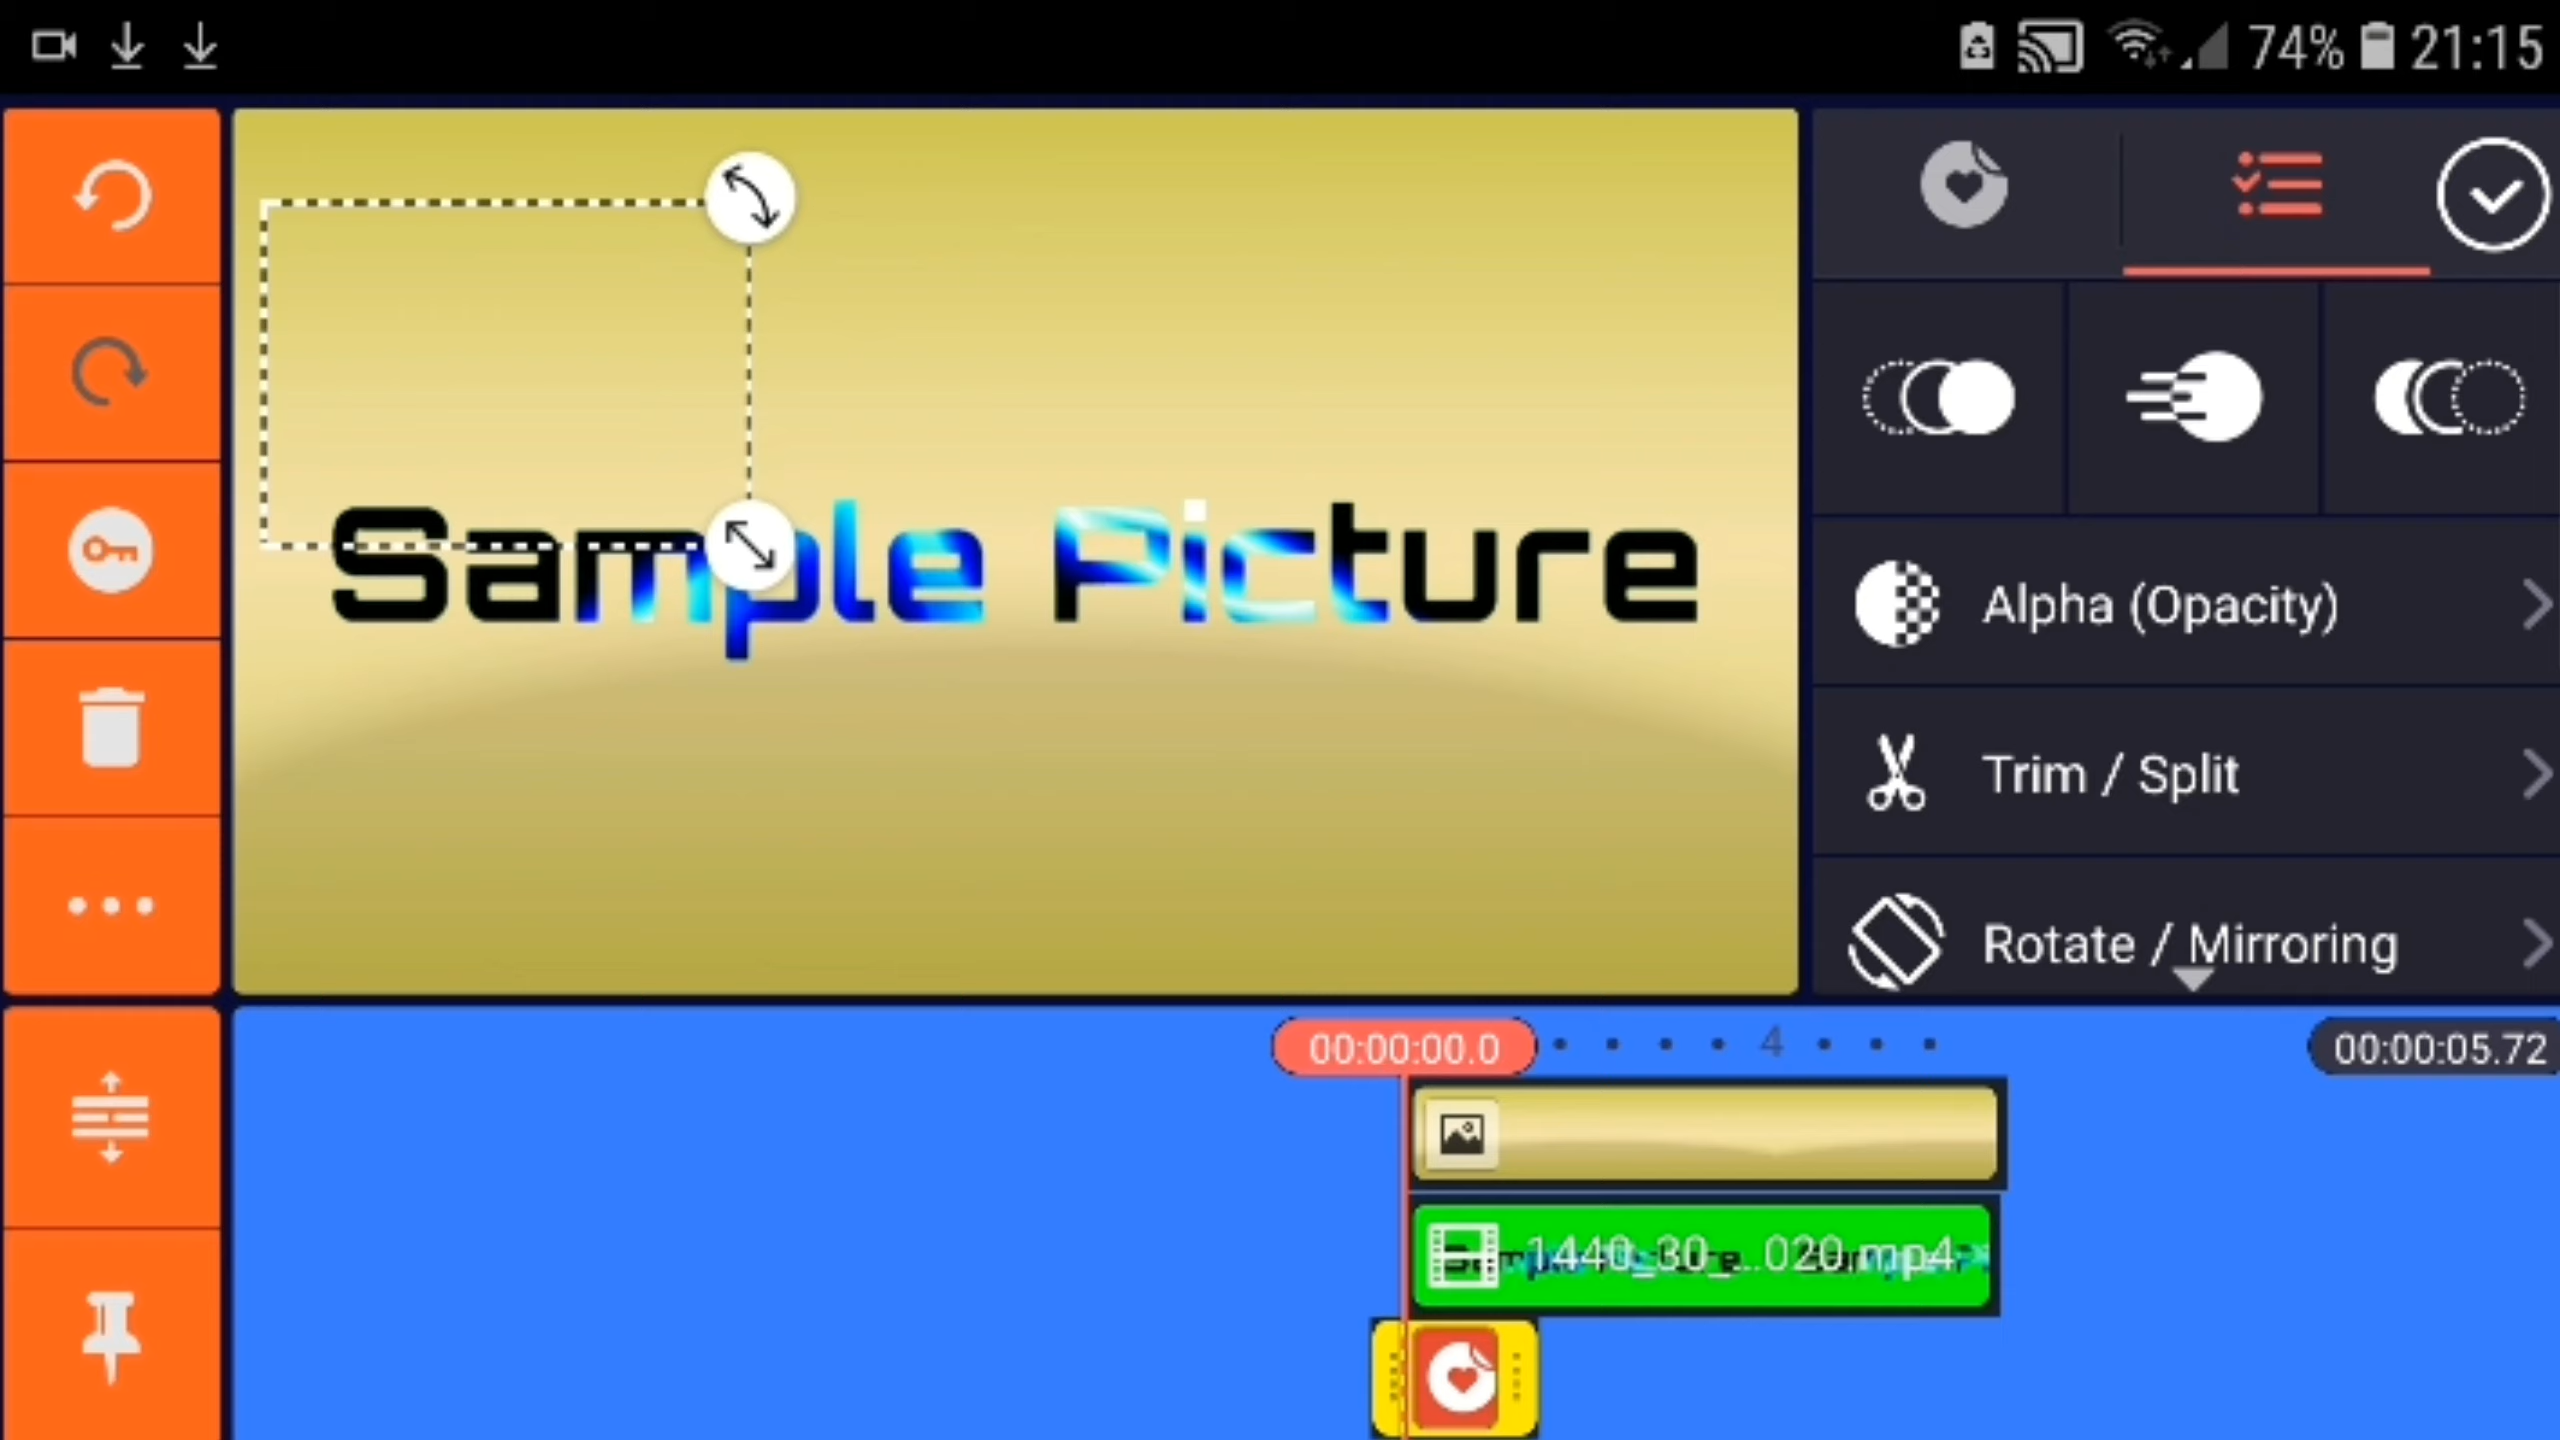 74% 21:15
Sample Picture
Alpha (Opacity)
Trim / Split
Rotate / Mirroring
00:00:00.0
4
00:00:05.72
1440_30_...020.mp4